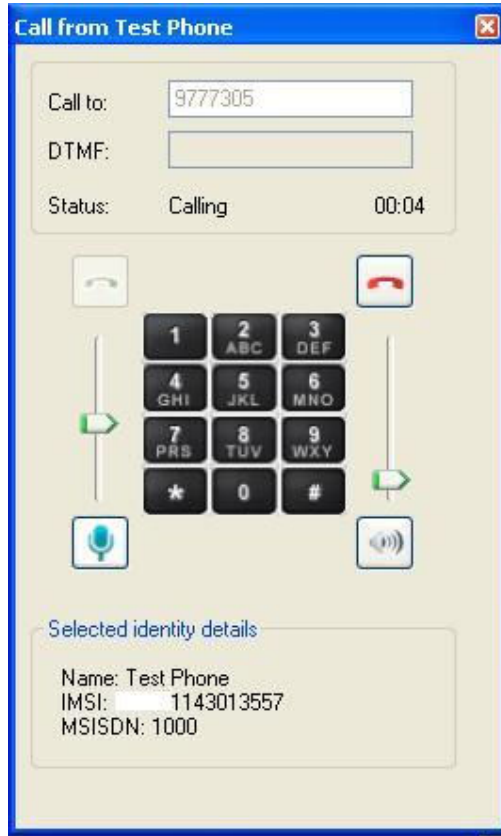 Call from Test Phone
Call to: 9777305
DTMF:
Status: Calling 00:04
1 2 3
ABC DEF
4 5 6
GHI JKL MNO
7 8 9
PRS TUV WXY
* 0 #
Selected identity details
Name: Test Phone
IMSI: 1143013557
MSISDN: 1000